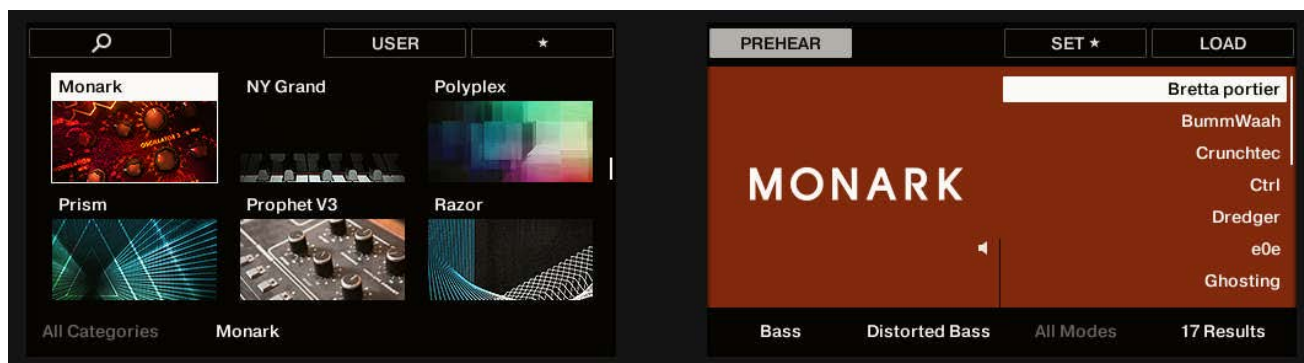 USER ★
PREHEAR SET ★ LOAD
Monark NY Grand Polyplex
Prism Prophet V3 Razor
All Categories Monark
MONARK
Bretta portier
BummWaah
Crunchtec
Ctrl
Dredger
e0e
Ghosting
Bass Distorted Bass All Modes 17 Results